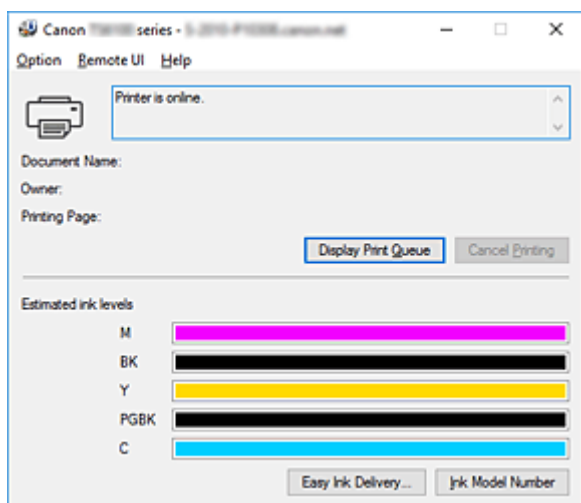 Canon series -
Option Remote UI Help
Printer is online.
Document Name:
Owner:
Printing Page:
Display Print Queue Cancel Printing
Estimated ink levels
M
BK
Y
PGBK
C
Easy Ink Delivery... Ink Model Number